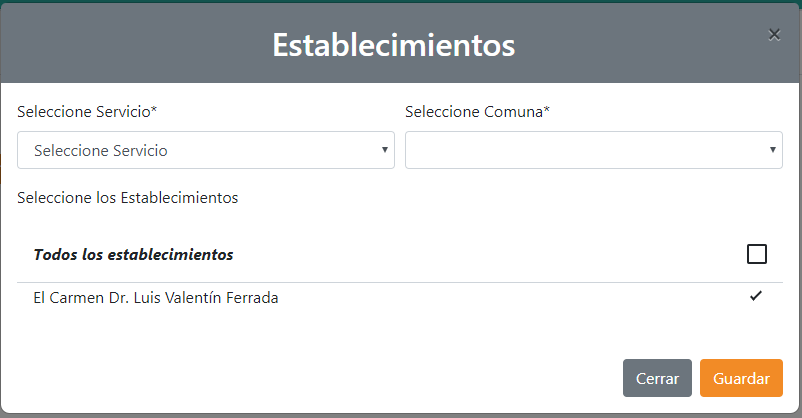 Establecimientos
Seleccione Servicio*
Seleccione Comuna*
Seleccione Servicio
Seleccione los Establecimientos
Todos los establecimientos
El Carmen Dr. Luis Valentín Ferrada
Cerrar
Guardar